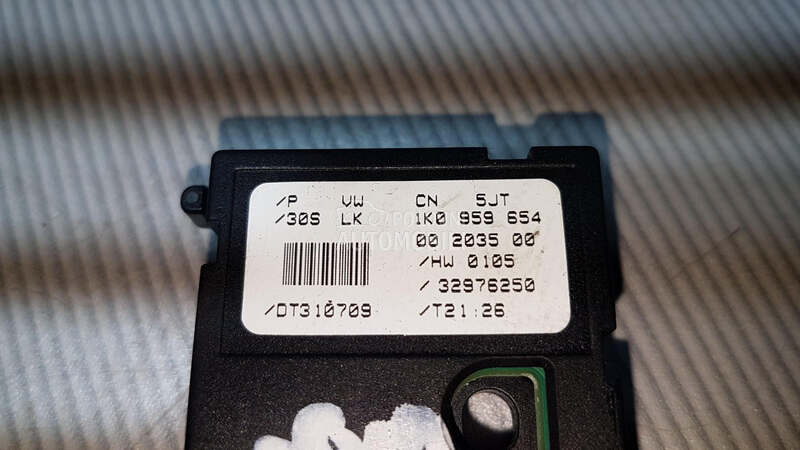 /P VW CN 5JT
/30S LK 1K0 959 654
00 2035 00
/HW 0105
/ 32976250
/DT310709 /T21:26